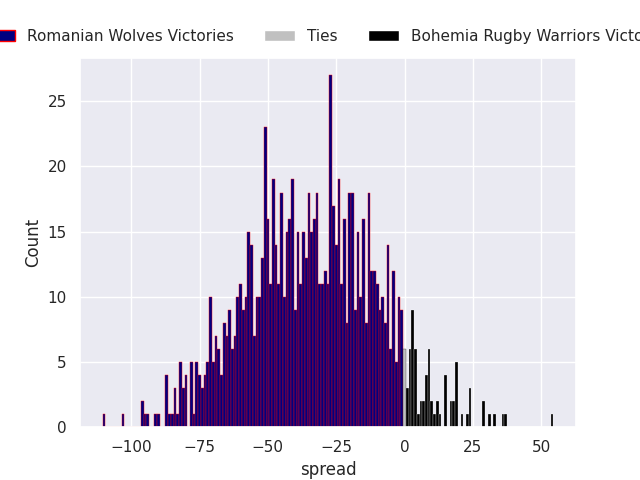 Romanian Wolves Victories Ties Bohemia Rugby Warriors Victo
Count
25
20
15
10
5
0
−100 −75 −50 −25 0 25 50
spread